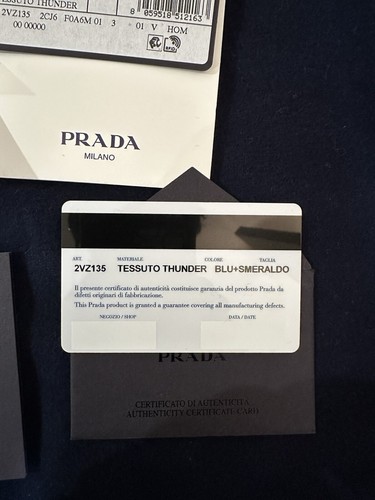 TESSUTO THUNDER
2VZ135 2CJ6 F0A6M 01 3 - 01 V HOM
00 00000
8 059518 512163
RFID
PRADA
MILANO
ART. MATERIALE COLORE TAGLIA
2VZ135 TESSUTO THUNDER BLU+SMERALDO
Il presente certificato di autenticità costituisce garanzia del prodotto Prada da
difetti originari di fabbricazione.
This Prada product is granted a guarantee covering all manufacturing defects.
NEGOZIO / SHOP DATA / DATE
PRADA
CERTIFICATO DI AUTENTICITÀ
AUTHENTICITY CERTIFICATE CARD